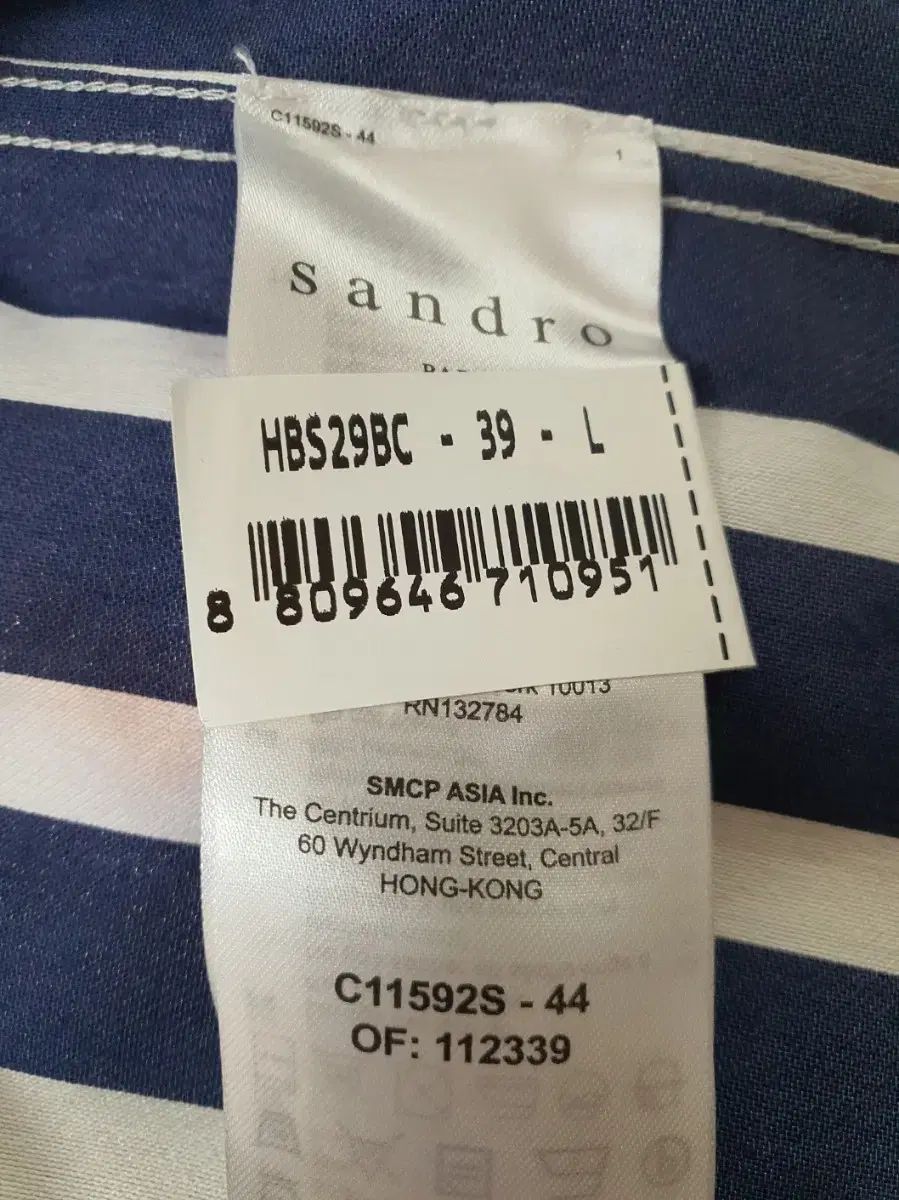 C11592S - 44
1
sandro
HBS29BC - 39 - L
8 809646 710951
10013
RN132784
SMCP ASIA Inc.
The Centrium, Suite 3203A-5A, 32/F
60 Wyndham Street, Central
HONG-KONG
C11592S - 44
OF: 112339